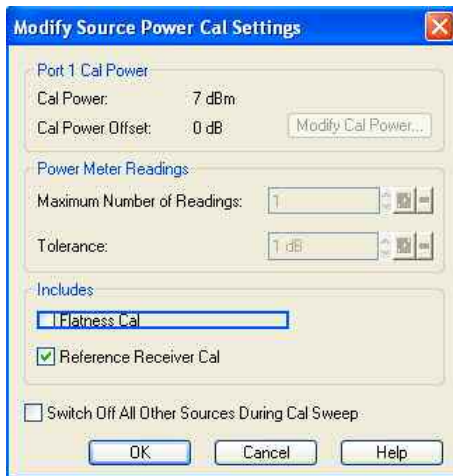 Modify Source Power Cal Settings
Port 1 Cal Power
Cal Power: 7 dBm
Cal Power Offset: 0 dB Modify Cal Power...
Power Meter Readings
Maximum Number of Readings: 1
Tolerance: 1 dB
Includes
Flatness Cal
Reference Receiver Cal
Switch Off All Other Sources During Cal Sweep
OK Cancel Help